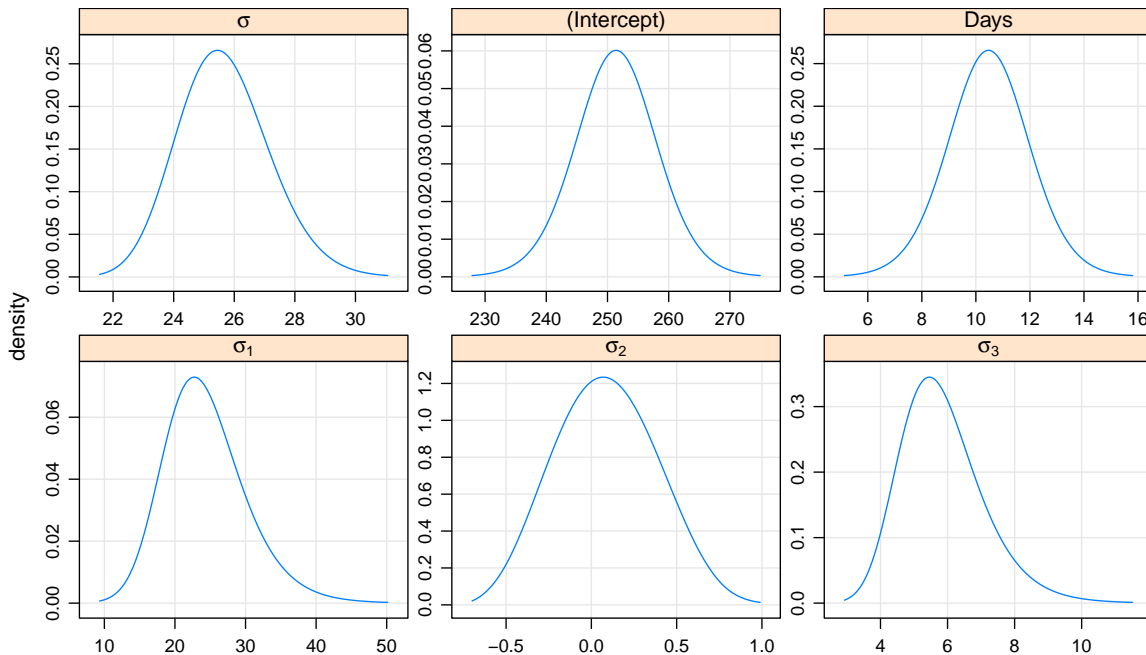 σ (Intercept) Days
0.00 0.05 0.10 0.15 0.20 0.25
22 24 26 28 30
0.00 0.01 0.02 0.03 0.04 0.05 0.06
230 240 250 260 270
0.00 0.05 0.10 0.15 0.20 0.25
6 8 10 12 14 16
density
σ1 σ2 σ3
0.00 0.02 0.04 0.06
10 20 30 40 50
0.0 0.2 0.4 0.6 0.8 1.0 1.2
−0.5 0.0 0.5 1.0
0.0 0.1 0.2 0.3
4 6 8 10